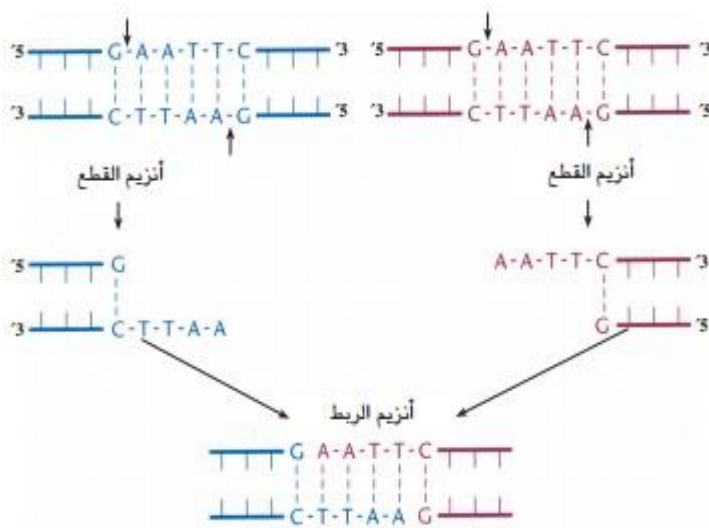 5´ G-A-A-T-T-C 3´
3´ C-T-T-A-A-G 5´
أنزيم القطع
5´ G
3´ C-T-T-A-A
5´ G-A-A-T-T-C 3´
3´ C-T-T-A-A-G 5´
أنزيم القطع
A-A-T-T-C 3´
G 5´
أنزيم الربط
G A-A-T-T-C
C-T-T-A-A G